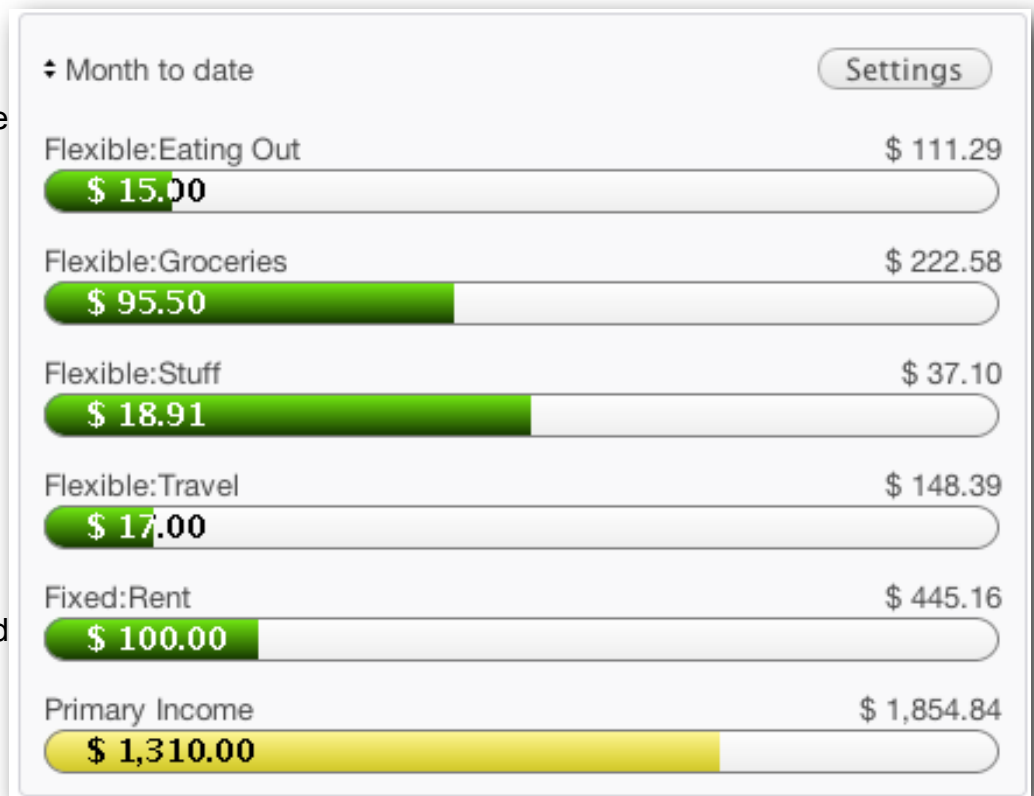 Month to date Settings
e
Flexible:Eating Out $ 111.29
$ 15.00
Flexible:Groceries $ 222.58
$ 95.50
Flexible:Stuff $ 37.10
$ 18.91
Flexible:Travel $ 148.39
$ 17.00
Fixed:Rent $ 445.16
d
$ 100.00
Primary Income $ 1,854.84
$ 1,310.00